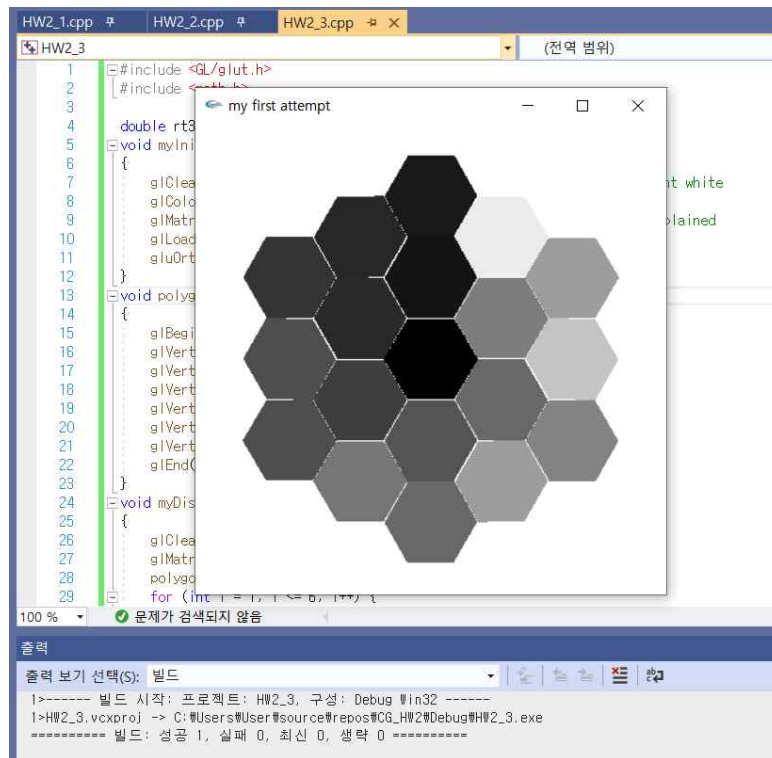 HW2_1.cpp HW2_2.cpp HW2_3.cpp
HW2_3 (전역 범위)
1 #include <GL/glut.h>
2 #include <math.h>
my first attempt
3
4 double rt3
5 void myIni
6 {
7 glClea nt white
8 glColo
9 glMatr plained
10 glLoad
11 gluOrt
12 }
13 void polyg
14 {
15 glBegi
16 glVert
17 glVert
18 glVert
19 glVert
20 glVert
21 glVert
22 glEnd(
23 }
24 void myDis
25 {
26 glClea
27 glMatr
28 polygo
29 for (int i = 1; i <= 6; i++) {
100 % 문제가 검색되지 않음
출력
출력 보기 선택(S): 빌드
1>------ 빌드 시작: 프로젝트: HW2_3, 구성: Debug Win32 ------
1>HW2_3.vcxproj -> C:₩Users₩User₩source₩repos₩CG_HW2₩Debug₩HW2_3.exe
========== 빌드: 성공 1, 실패 0, 최신 0, 생략 0 ==========